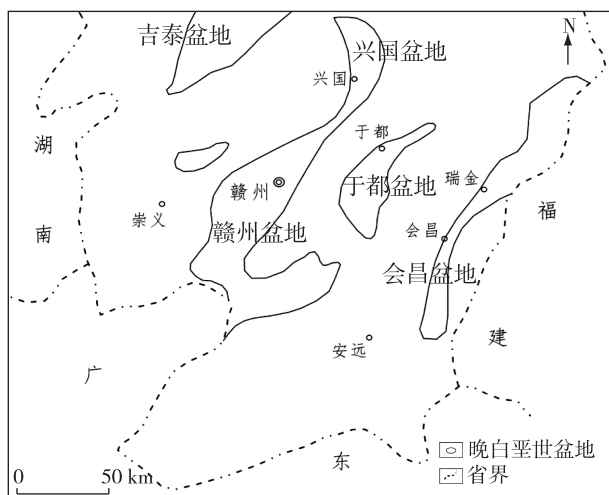 吉泰盆地
兴国盆地
N
兴国
湖
于都
瑞金
赣州
于都盆地
崇义
福
南
赣州盆地
会昌
会昌盆地
安远
建
广
晚白垩世盆地
东
省界
0 50 km